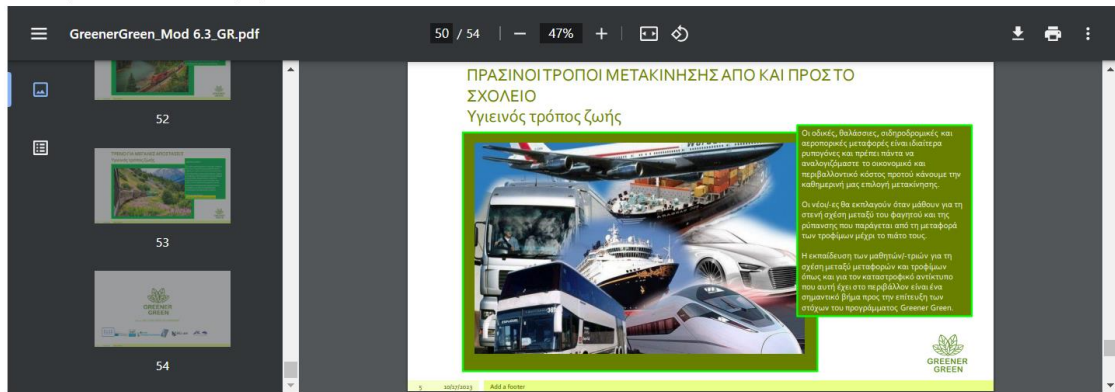 GreenerGreen_Mod 6.3_GR.pdf
50 / 54
47%
52
53
54
GREENER
GREEN
ΠΡΑΣΙΝΟΙ ΤΡΟΠΟΙ ΜΕΤΑΚΙΝΗΣΗΣ ΑΠΟ ΚΑΙ ΠΡΟΣ ΤΟ
ΣΧΟΛΕΙΟ
Υγιεινός τρόπος ζωής
Οι οδικές, θαλάσσιες, σιδηροδρομικές και
αεροπορικές μεταφορές είναι ιδιαίτερα
ρυπογόνες και πρέπει πάντα να
αναλογιζόμαστε το οικονομικό και
περιβαλλοντικό κόστος προτού κάνουμε την
καθημερινή μας επιλογή μετακίνησης.
Οι νέοι/-ες θα εκπλαγούν όταν μάθουν για τη
στενή σχέση μεταξύ του φαγητού και της
ρύπανσης που παράγεται από τη μεταφορά
των τροφίμων μέχρι το πιάτο τους.
Η εκπαίδευση των μαθητών/-τριών για τη
σχέση μεταξύ μεταφορών και τροφίμων
όπως και για τον καταστροφικό αντίκτυπο
που αυτή έχει στο περιβάλλον είναι ένα
σημαντικό βήμα προς την επίτευξη των
στόχων του προγράμματος Greener Green.
GREENER
GREEN
5 10/27/2023 Add a footer